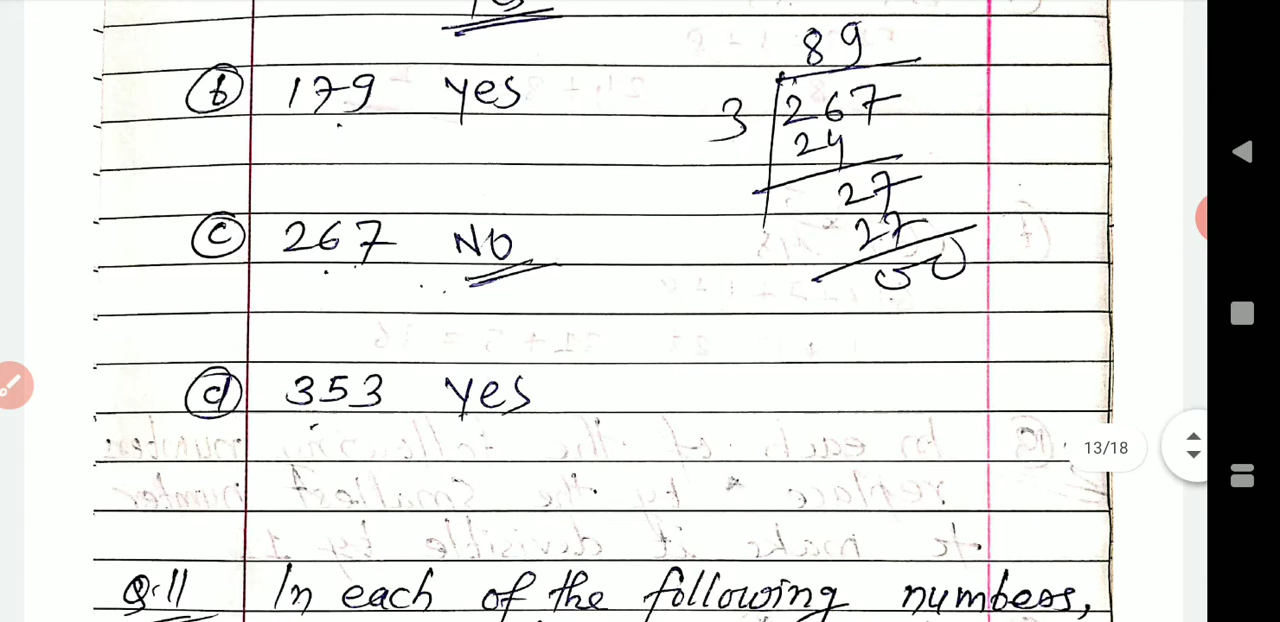 (b) 179 yes
89
3 267
24
27
27
00
(c) 267 NO
(d) 353 yes
13/18
Q.11 In each of the following numbers,